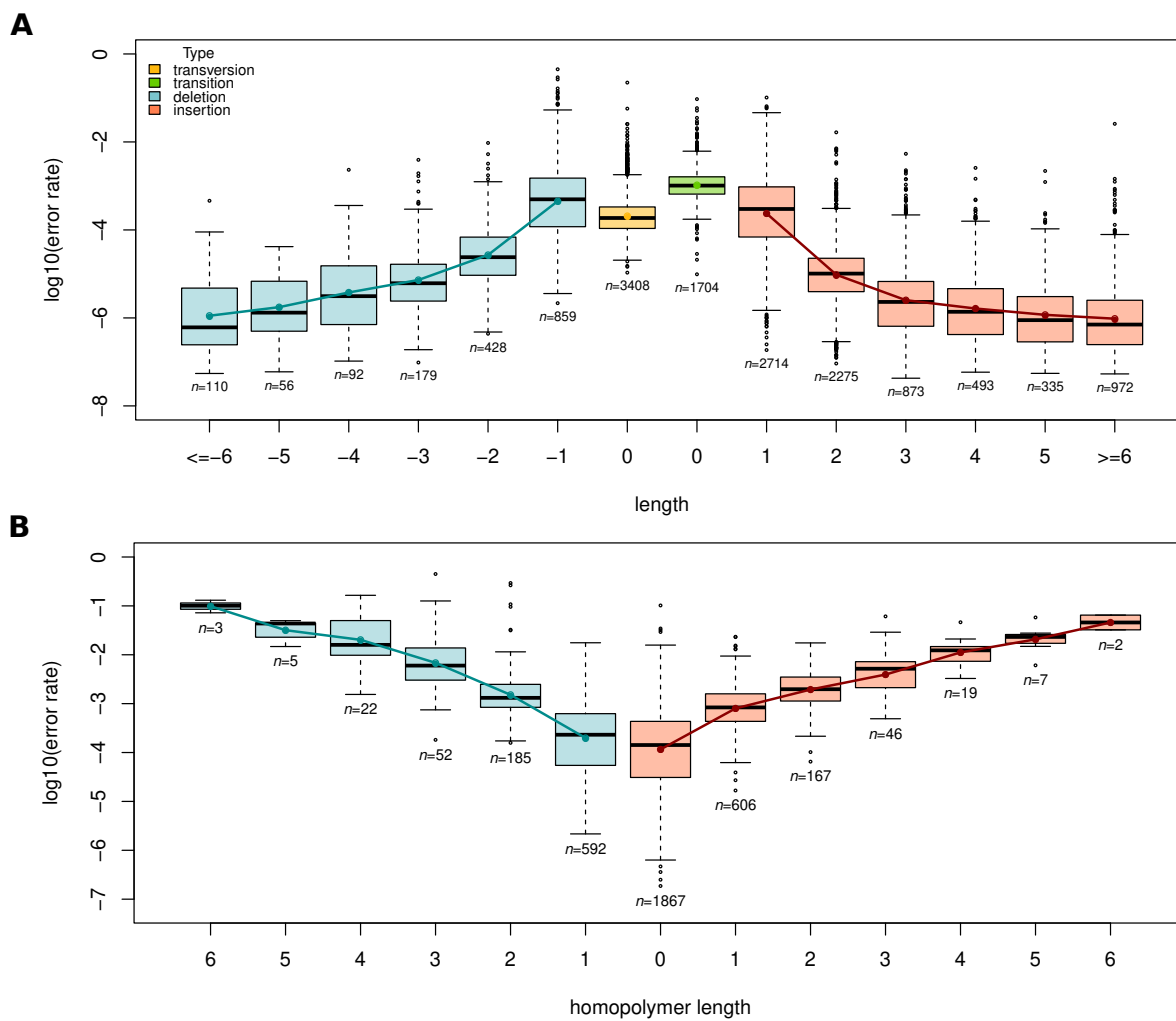 A
Type
transversion
transition
deletion
insertion
log10(error rate)
0
−2
−4
−6
−8
n=110
n=56
n=92
n=179
n=428
n=859
n=3408
n=1704
n=2714
n=2275
n=873
n=493
n=335
n=972
<=−6 −5 −4 −3 −2 −1 0 0 1 2 3 4 5 >=6
length
B
log10(error rate)
0
−1
−2
−3
−4
−5
−6
−7
n=3
n=5
n=22
n=52
n=185
n=592
n=1867
n=606
n=167
n=46
n=19
n=7
n=2
6 5 4 3 2 1 0 1 2 3 4 5 6
homopolymer length